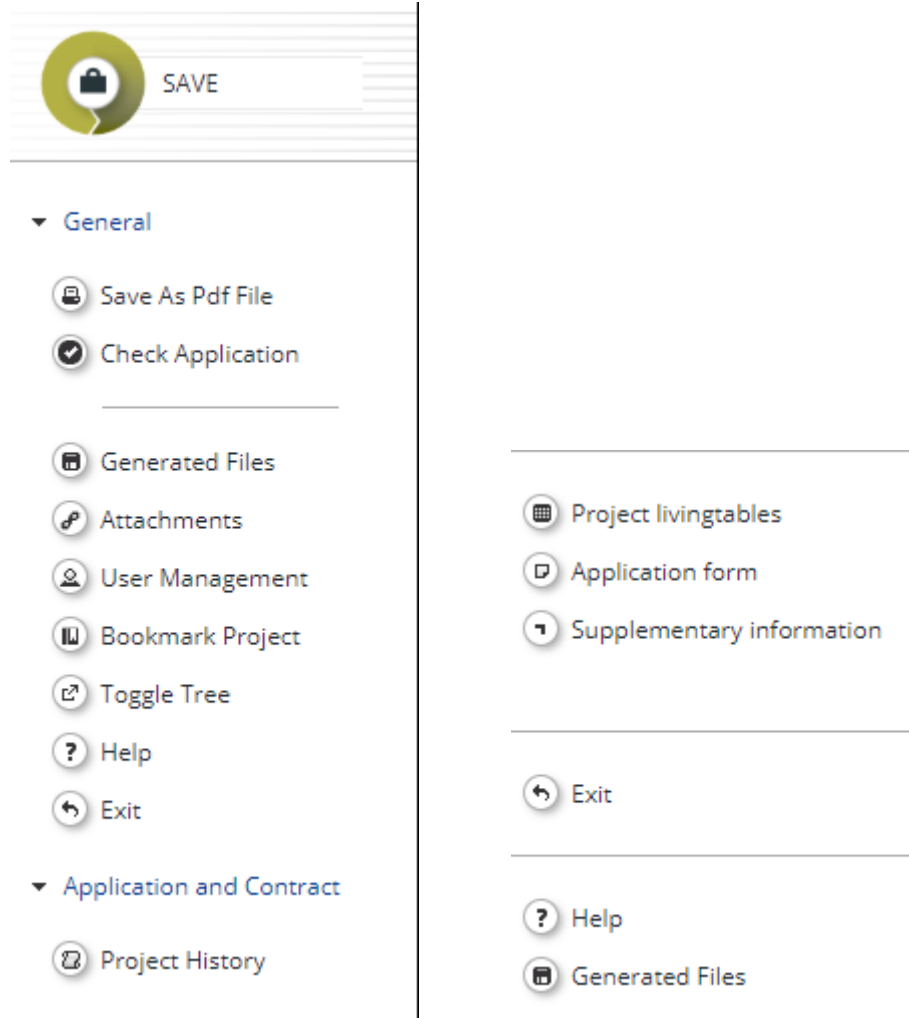 SAVE
General
Save As Pdf File
Check Application
Generated Files
Attachments
User Management
Bookmark Project
Toggle Tree
Help
Exit
Application and Contract
Project History
Project livingtables
Application form
Supplementary information
Exit
Help
Generated Files